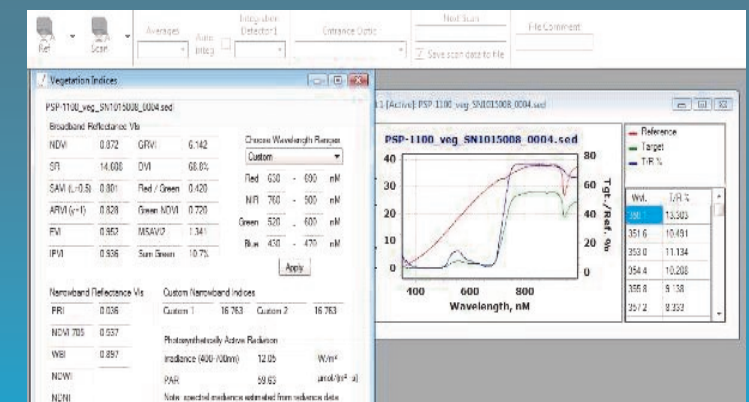 Ref
Scan
Averages
Auto
Integ
Integration
Detector1
Entrance Optic
Next Scan
Save scan data to file
File Comment
Vegetation Indices
PSP-1100_veg_SN1015008_0004.sed
Broadband Reflectance VIs
NDVI 0.872 GRVI 6.142 Choose Wavelength Ranges
SR 14.608 DVI 68.8% Custom
SAVI (L=0.5) 0.801 Red / Green 0.420 Red 630 - 690 nM
ARVI (y=1) 0.828 Green NDVI 0.720 NIR 760 - 900 nM
EVI 0.952 MSAVI2 1.341 Green 520 - 600 nM
IPVI 0.936 Sum Green 10.7% Blue 430 - 470 nM
Apply
Narrowband Reflectance VIs Custom Narrowband Indices
PRI 0.036 Custom 1 16.763 Custom 2 16.763
NDVI 705 0.537 Photosynthetically Active Radiation
WBI 0.897 Irradiance (400-700nm) 12.05 W/m²
NDWI PAR 59.63
NDNI Note: spectral irradiance estimated from radiance data
1 [Active]: PSP-1100_veg_SN1015008_0004.sed
PSP-1100_veg_SN1015008_0004.sed
40
30
20
10
0
80
60
40
20
0
Tgt./Ref. %
400 600 800
Wavelength, nM
Reference
Target
T/R %
Wvl. T/R %
350.1 13.303
351.6 10.491
353.0 11.134
354.4 10.208
355.8 9.138
357.2 8.333